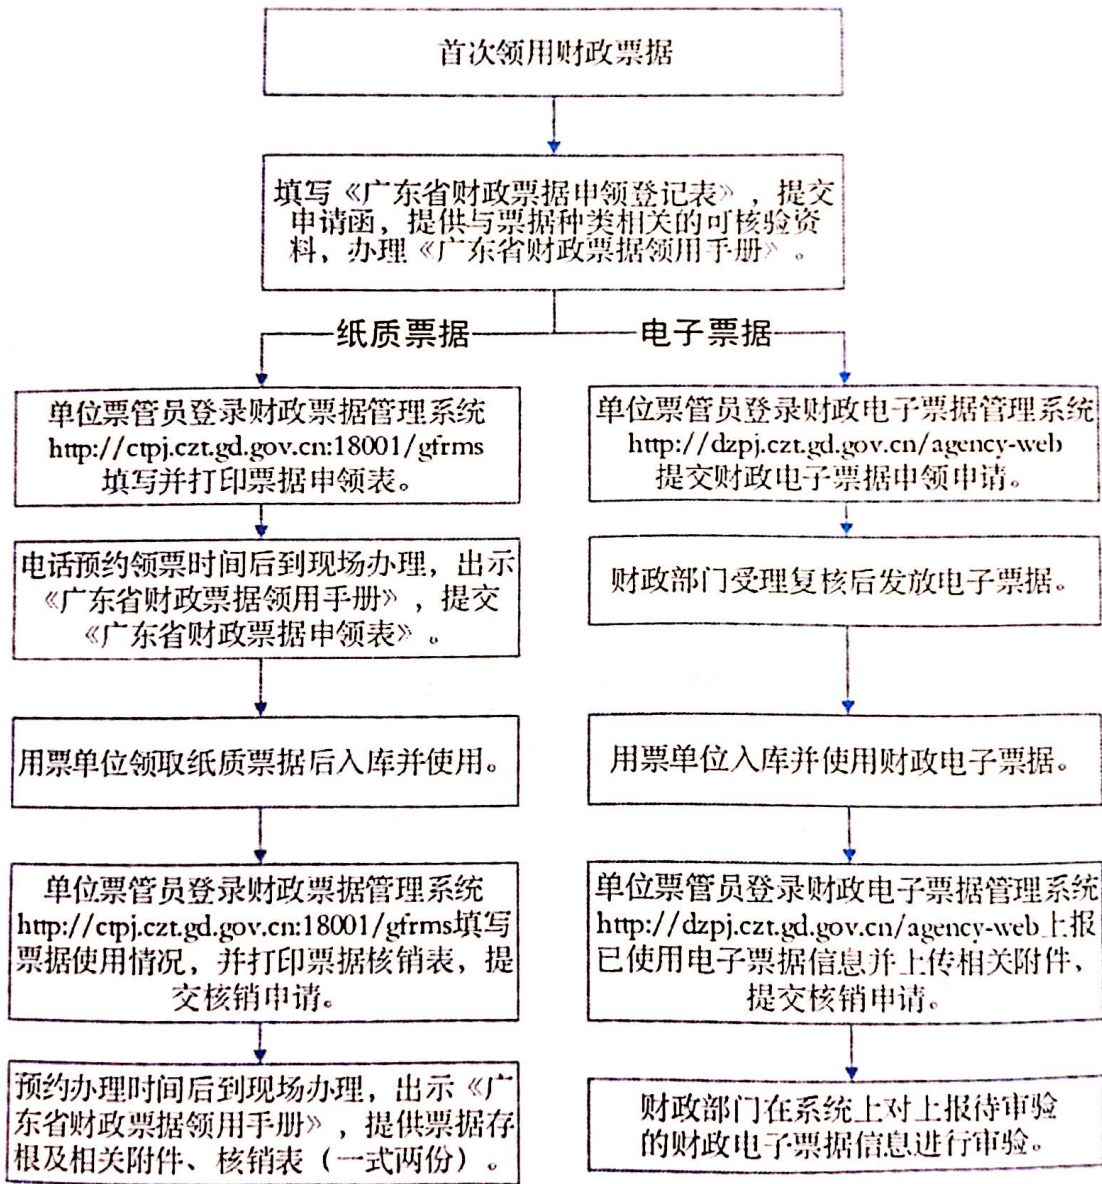 首次领用财政票据
填写《广东省财政票据申领登记表》，提交
申请函，提供与票据种类相关的可核验资
料，办理《广东省财政票据领用手册》。
纸质票据
电子票据
单位票管员登录财政票据管理系统
http://ctpj.czt.gd.gov.cn:18001/gfrms
填写并打印票据申领表。
电话预约领票时间后到现场办理，出示
《广东省财政票据领用手册》，提交
《广东省财政票据申领表》。
用票单位领取纸质票据后入库并使用。
单位票管员登录财政票据管理系统
http://ctpj.czt.gd.gov.cn:18001/gfrms填写
票据使用情况，并打印票据核销表，提
交核销申请。
预约办理时间后到现场办理，出示《广
东省财政票据领用手册》，提供票据存
根及相关附件、核销表（一式两份）。
单位票管员登录财政电子票据管理系统
http://dzpj.czt.gd.gov.cn/agency-web
提交财政电子票据申领申请。
财政部门受理复核后发放电子票据。
用票单位入库并使用财政电子票据。
单位票管员登录财政电子票据管理系统
http://dzpj.czt.gd.gov.cn/agency-web上报
已使用电子票据信息并上传相关附件，
提交核销申请。
财政部门在系统上对上报待审验
的财政电子票据信息进行审验。